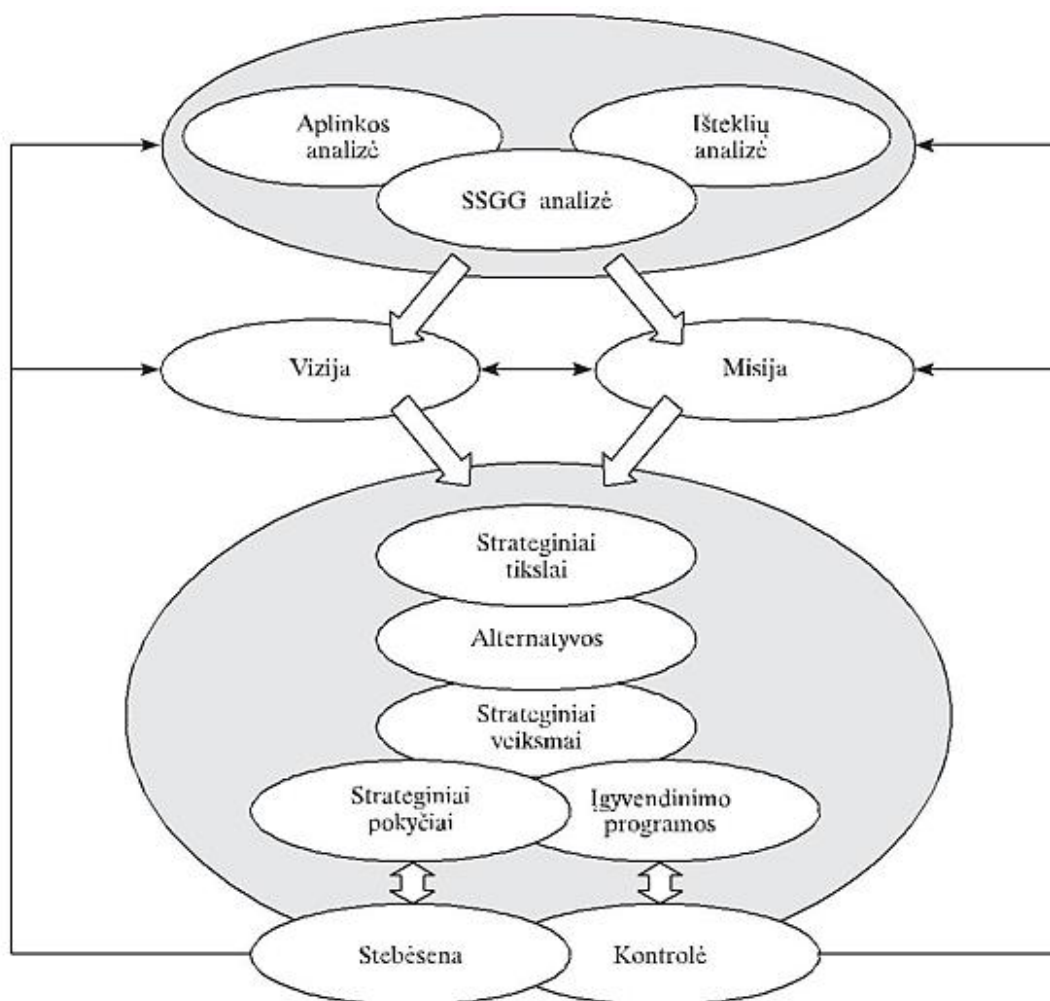 Aplinkos
analizė
Išteklių
analizė
SSGG analizė
Vizija
Misija
Strateginiai
tikslai
Alternatyvos
Strateginiai
veiksmai
Strateginiai
pokyčiai
Įgyvendinimo
programos
Stebėsena
Kontrolė